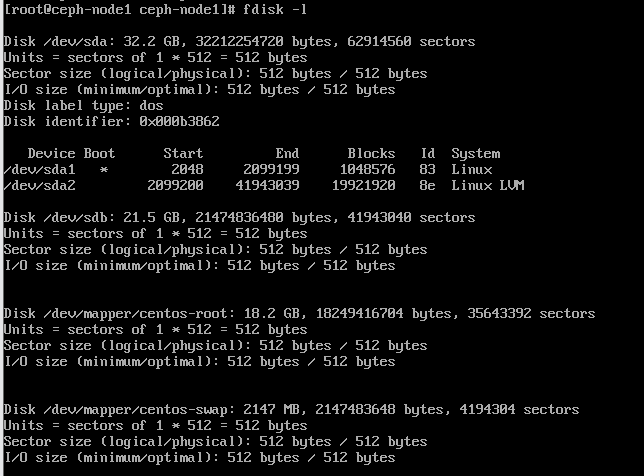 [root@ceph-node1 ceph-node1]# fdisk -l
Disk /dev/sda: 32.2 GB, 32212254720 bytes, 62914560 sectors
Units = sectors of 1 * 512 = 512 bytes
Sector size (logical/physical): 512 bytes / 512 bytes
I/O size (minimum/optimal): 512 bytes / 512 bytes
Disk label type: dos
Disk identifier: 0x000b3862
Device Boot Start End Blocks Id System
/dev/sda1 * 2048 2099199 1048576 83 Linux
/dev/sda2 2099200 41943039 19921920 8e Linux LVM
Disk /dev/sdb: 21.5 GB, 21474836480 bytes, 41943040 sectors
Units = sectors of 1 * 512 = 512 bytes
Sector size (logical/physical): 512 bytes / 512 bytes
I/O size (minimum/optimal): 512 bytes / 512 bytes
Disk /dev/mapper/centos-root: 18.2 GB, 18249416704 bytes, 35643392 sectors
Units = sectors of 1 * 512 = 512 bytes
Sector size (logical/physical): 512 bytes / 512 bytes
I/O size (minimum/optimal): 512 bytes / 512 bytes
Disk /dev/mapper/centos-swap: 2147 MB, 2147483648 bytes, 4194304 sectors
Units = sectors of 1 * 512 = 512 bytes
Sector size (logical/physical): 512 bytes / 512 bytes
I/O size (minimum/optimal): 512 bytes / 512 bytes